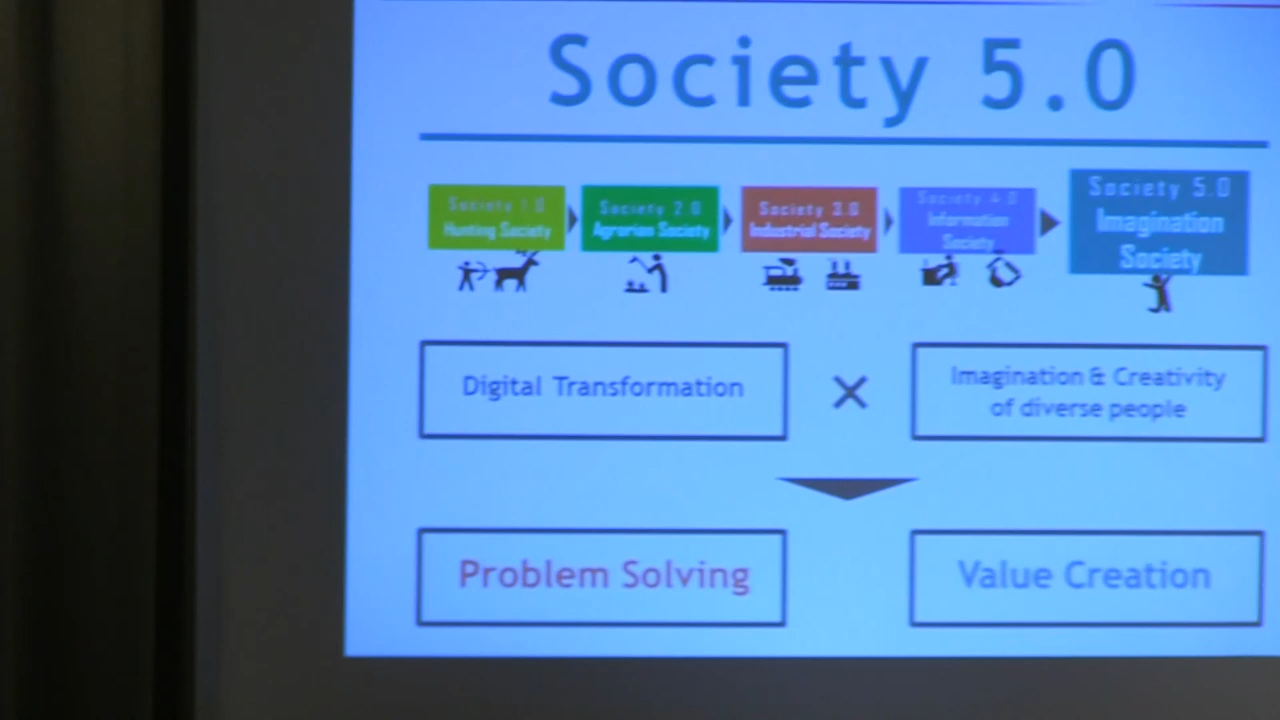 Society 5.0
Society 1.0
Hunting Society
Society 2.0
Agrarian Society
Society 3.0
Industrial Society
Society 4.0
Information
Society
Society 5.0
Imagination
Society
Digital Transformation
×
Imagination & Creativity
of diverse people
Problem Solving
Value Creation